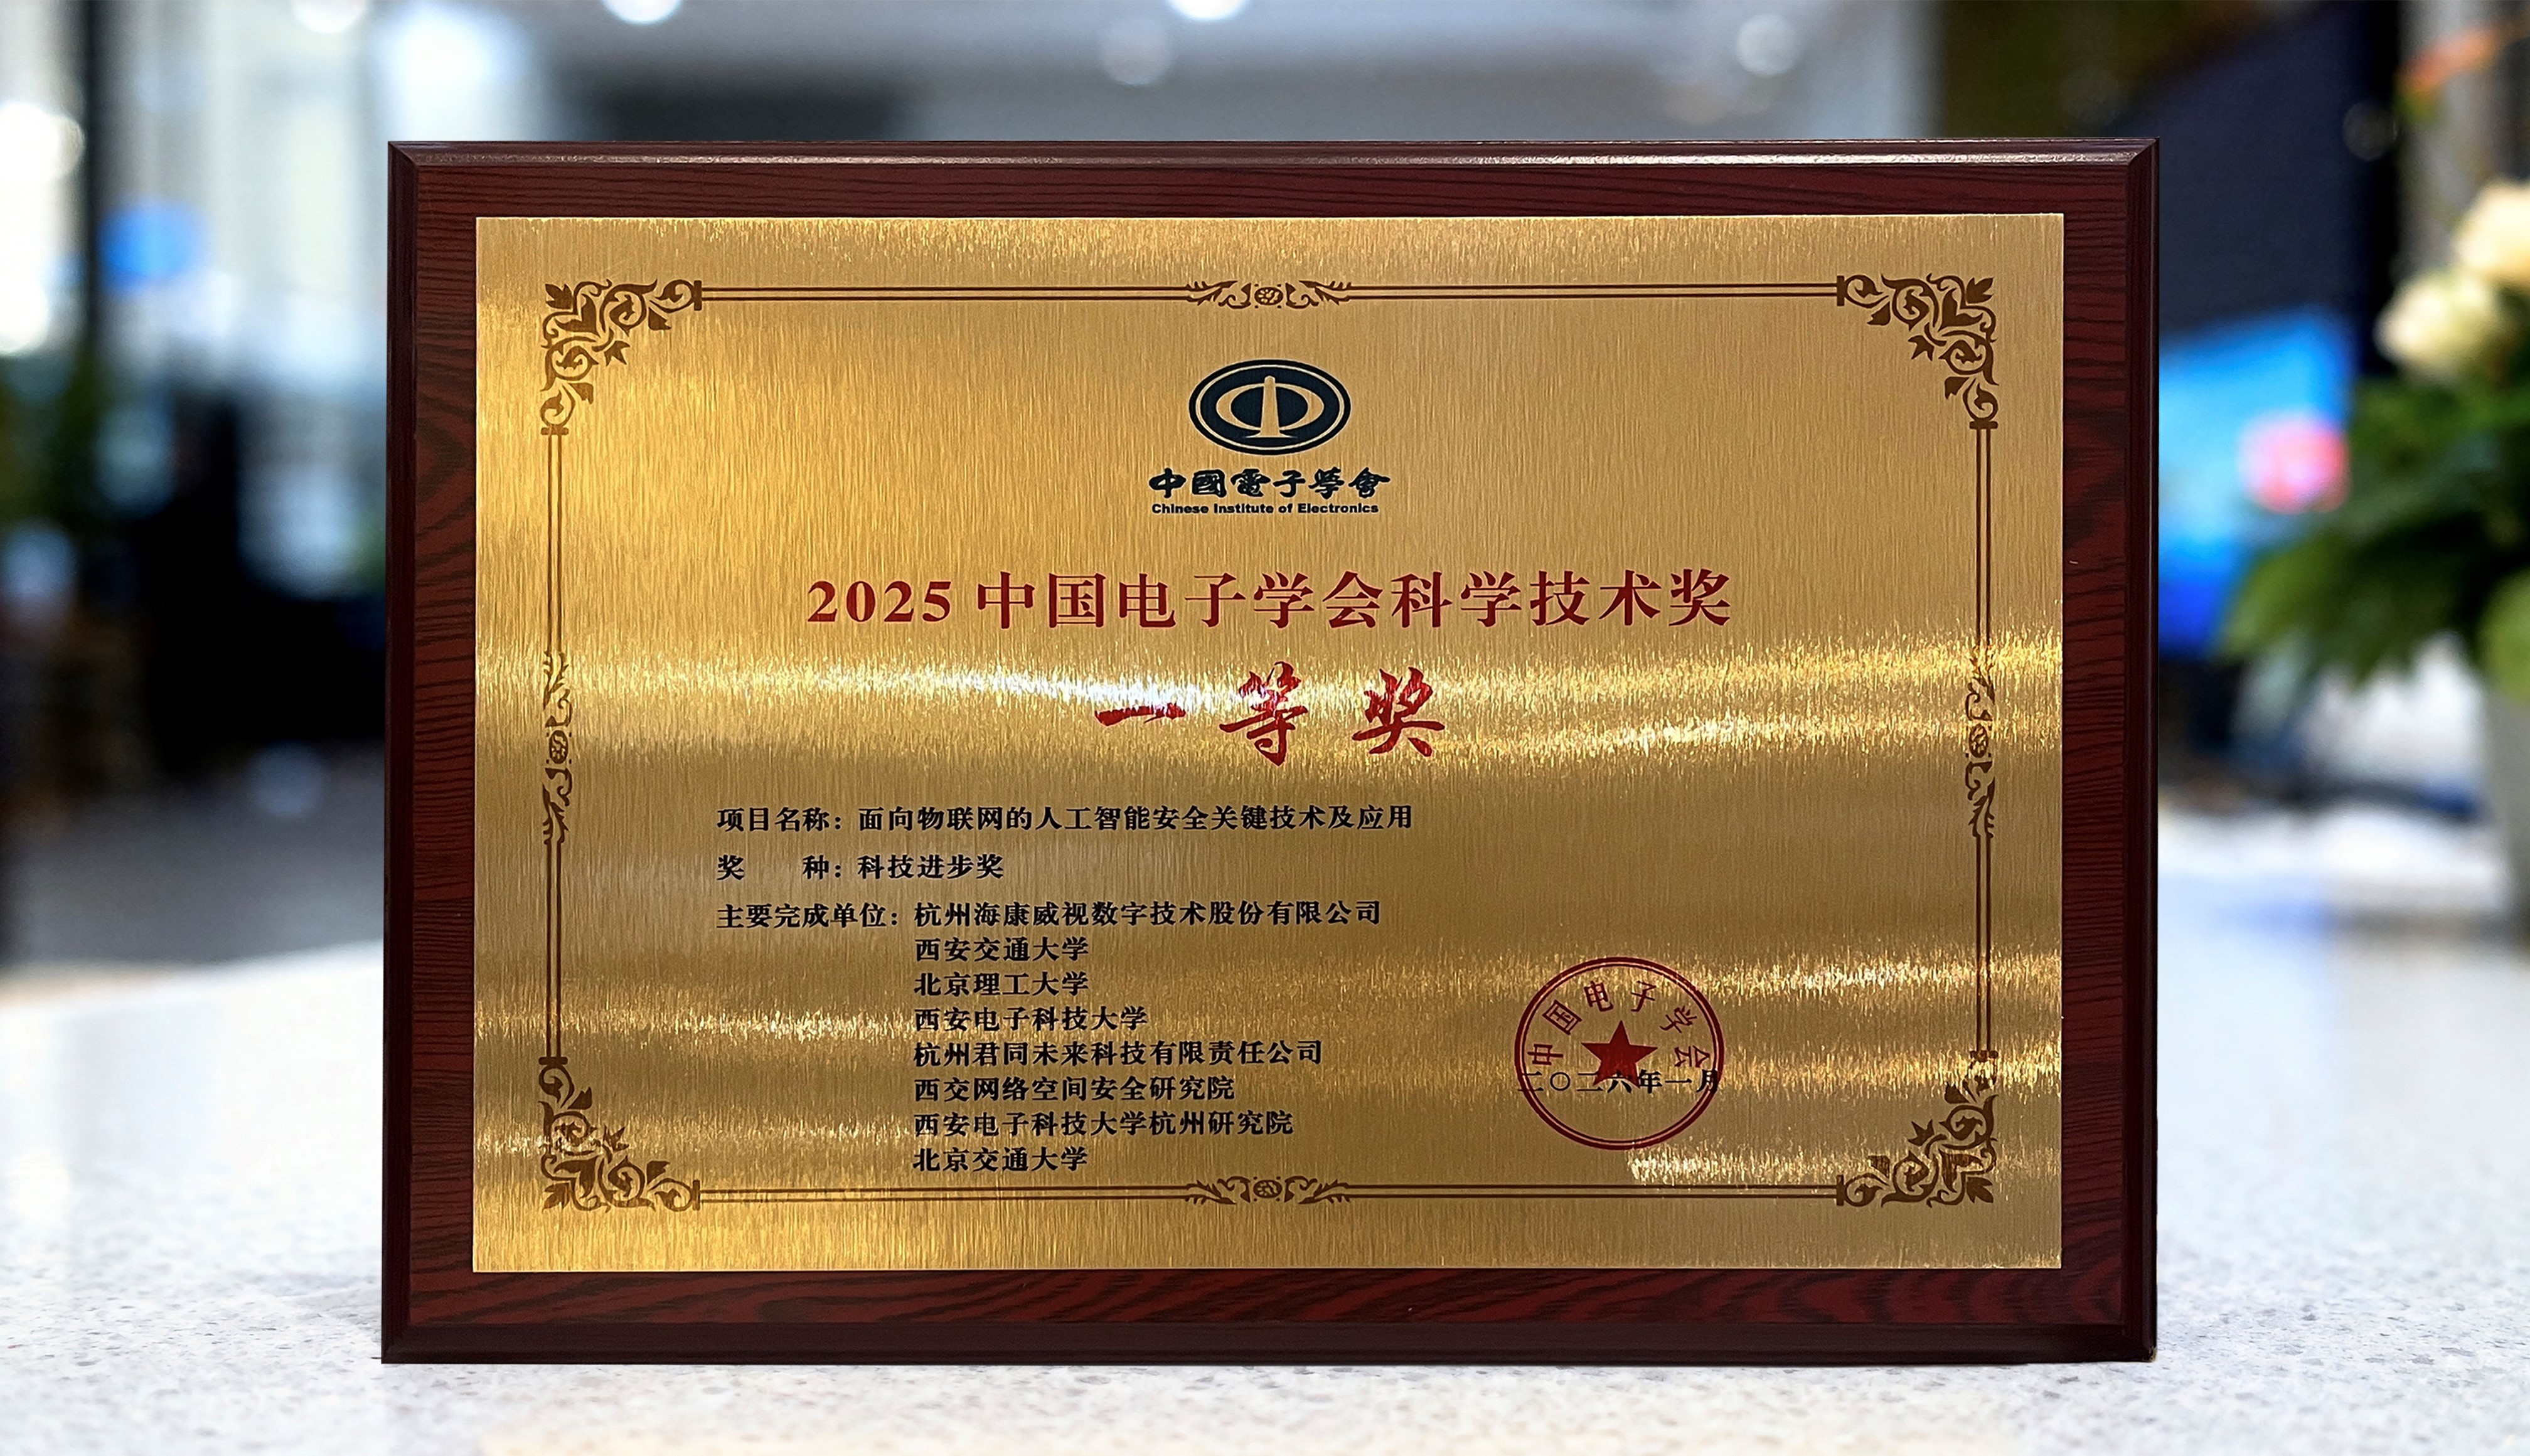 中國電子學會
Chinese Institute of Electronics
2025 中国电子学会科学技术奖
一等奖
项目名称：面向物联网的人工智能安全关键技术及应用
奖　　种：科技进步奖
主要完成单位：杭州海康威视数字技术股份有限公司
西安交通大学
北京理工大学
西安电子科技大学
杭州君同未来科技有限责任公司
西交网络空间安全研究院
西安电子科技大学杭州研究院
北京交通大学
中国电子学会
二〇二六年一月